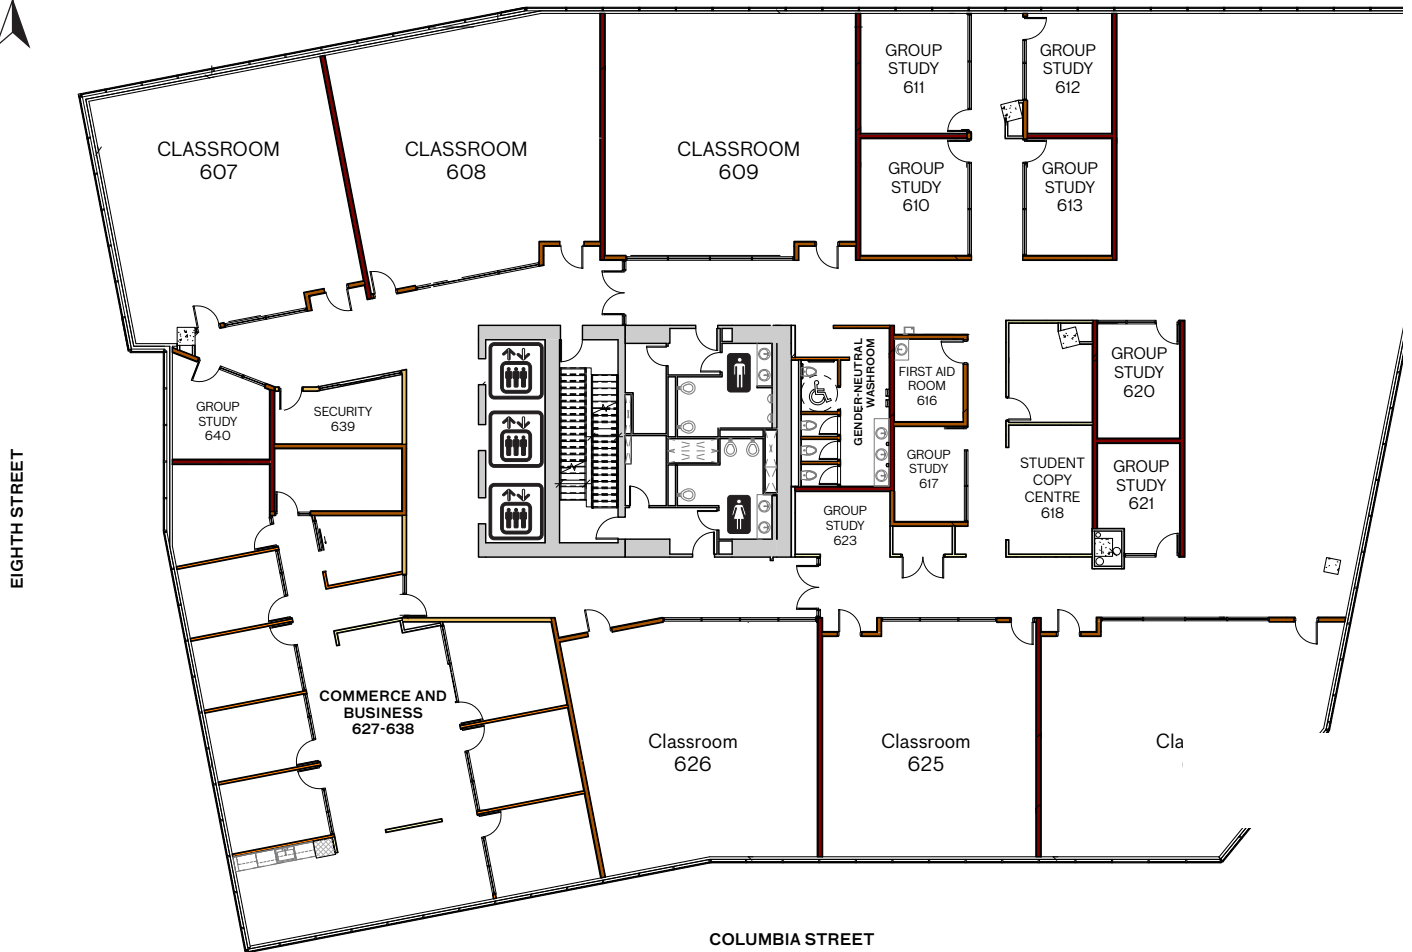 GROUP
STUDY
611
GROUP
STUDY
612
CLASSROOM
607
CLASSROOM
608
CLASSROOM
609
GROUP
STUDY
610
GROUP
STUDY
613
GENDER-NEUTRAL
WASHROOM
FIRST AID
ROOM
616
GROUP
STUDY
620
GROUP
STUDY
640
SECURITY
639
GROUP
STUDY
617
STUDENT
COPY
CENTRE
618
GROUP
STUDY
621
GROUP
STUDY
623
EIGHTH STREET
COMMERCE AND
BUSINESS
627-638
Classroom
626
Classroom
625
Cla
COLUMBIA STREET